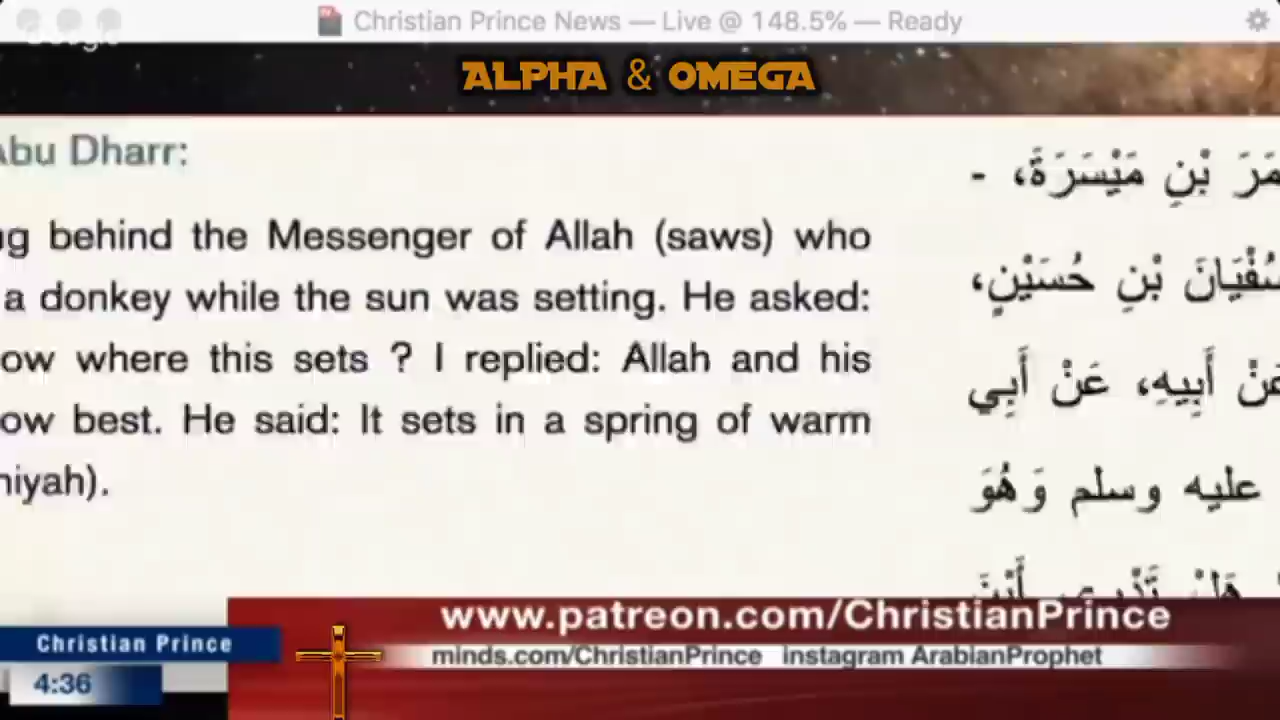 Christian Prince News — Live @ 148.5% — Ready
ALPHA & OMEGA
Abu Dharr:
ng behind the Messenger of Allah (saws) who
a donkey while the sun was setting. He asked:
ow where this sets ? I replied: Allah and his
ow best. He said: It sets in a spring of warm
niyah).
مَرَ بْنِ مَيْسَرَةَ، -
سُفْيَانَ بْنِ حُسَيْنٍ،
عَنْ أَبِيهِ، عَنْ أَبِي
عليه وسلم وَهُوَ
هَلْ تَدْرِي أَيْنَ
www.patreon.com/ChristianPrince
Christian Prince
minds.com/ChristianPrince instagram ArabianProphet
4:36